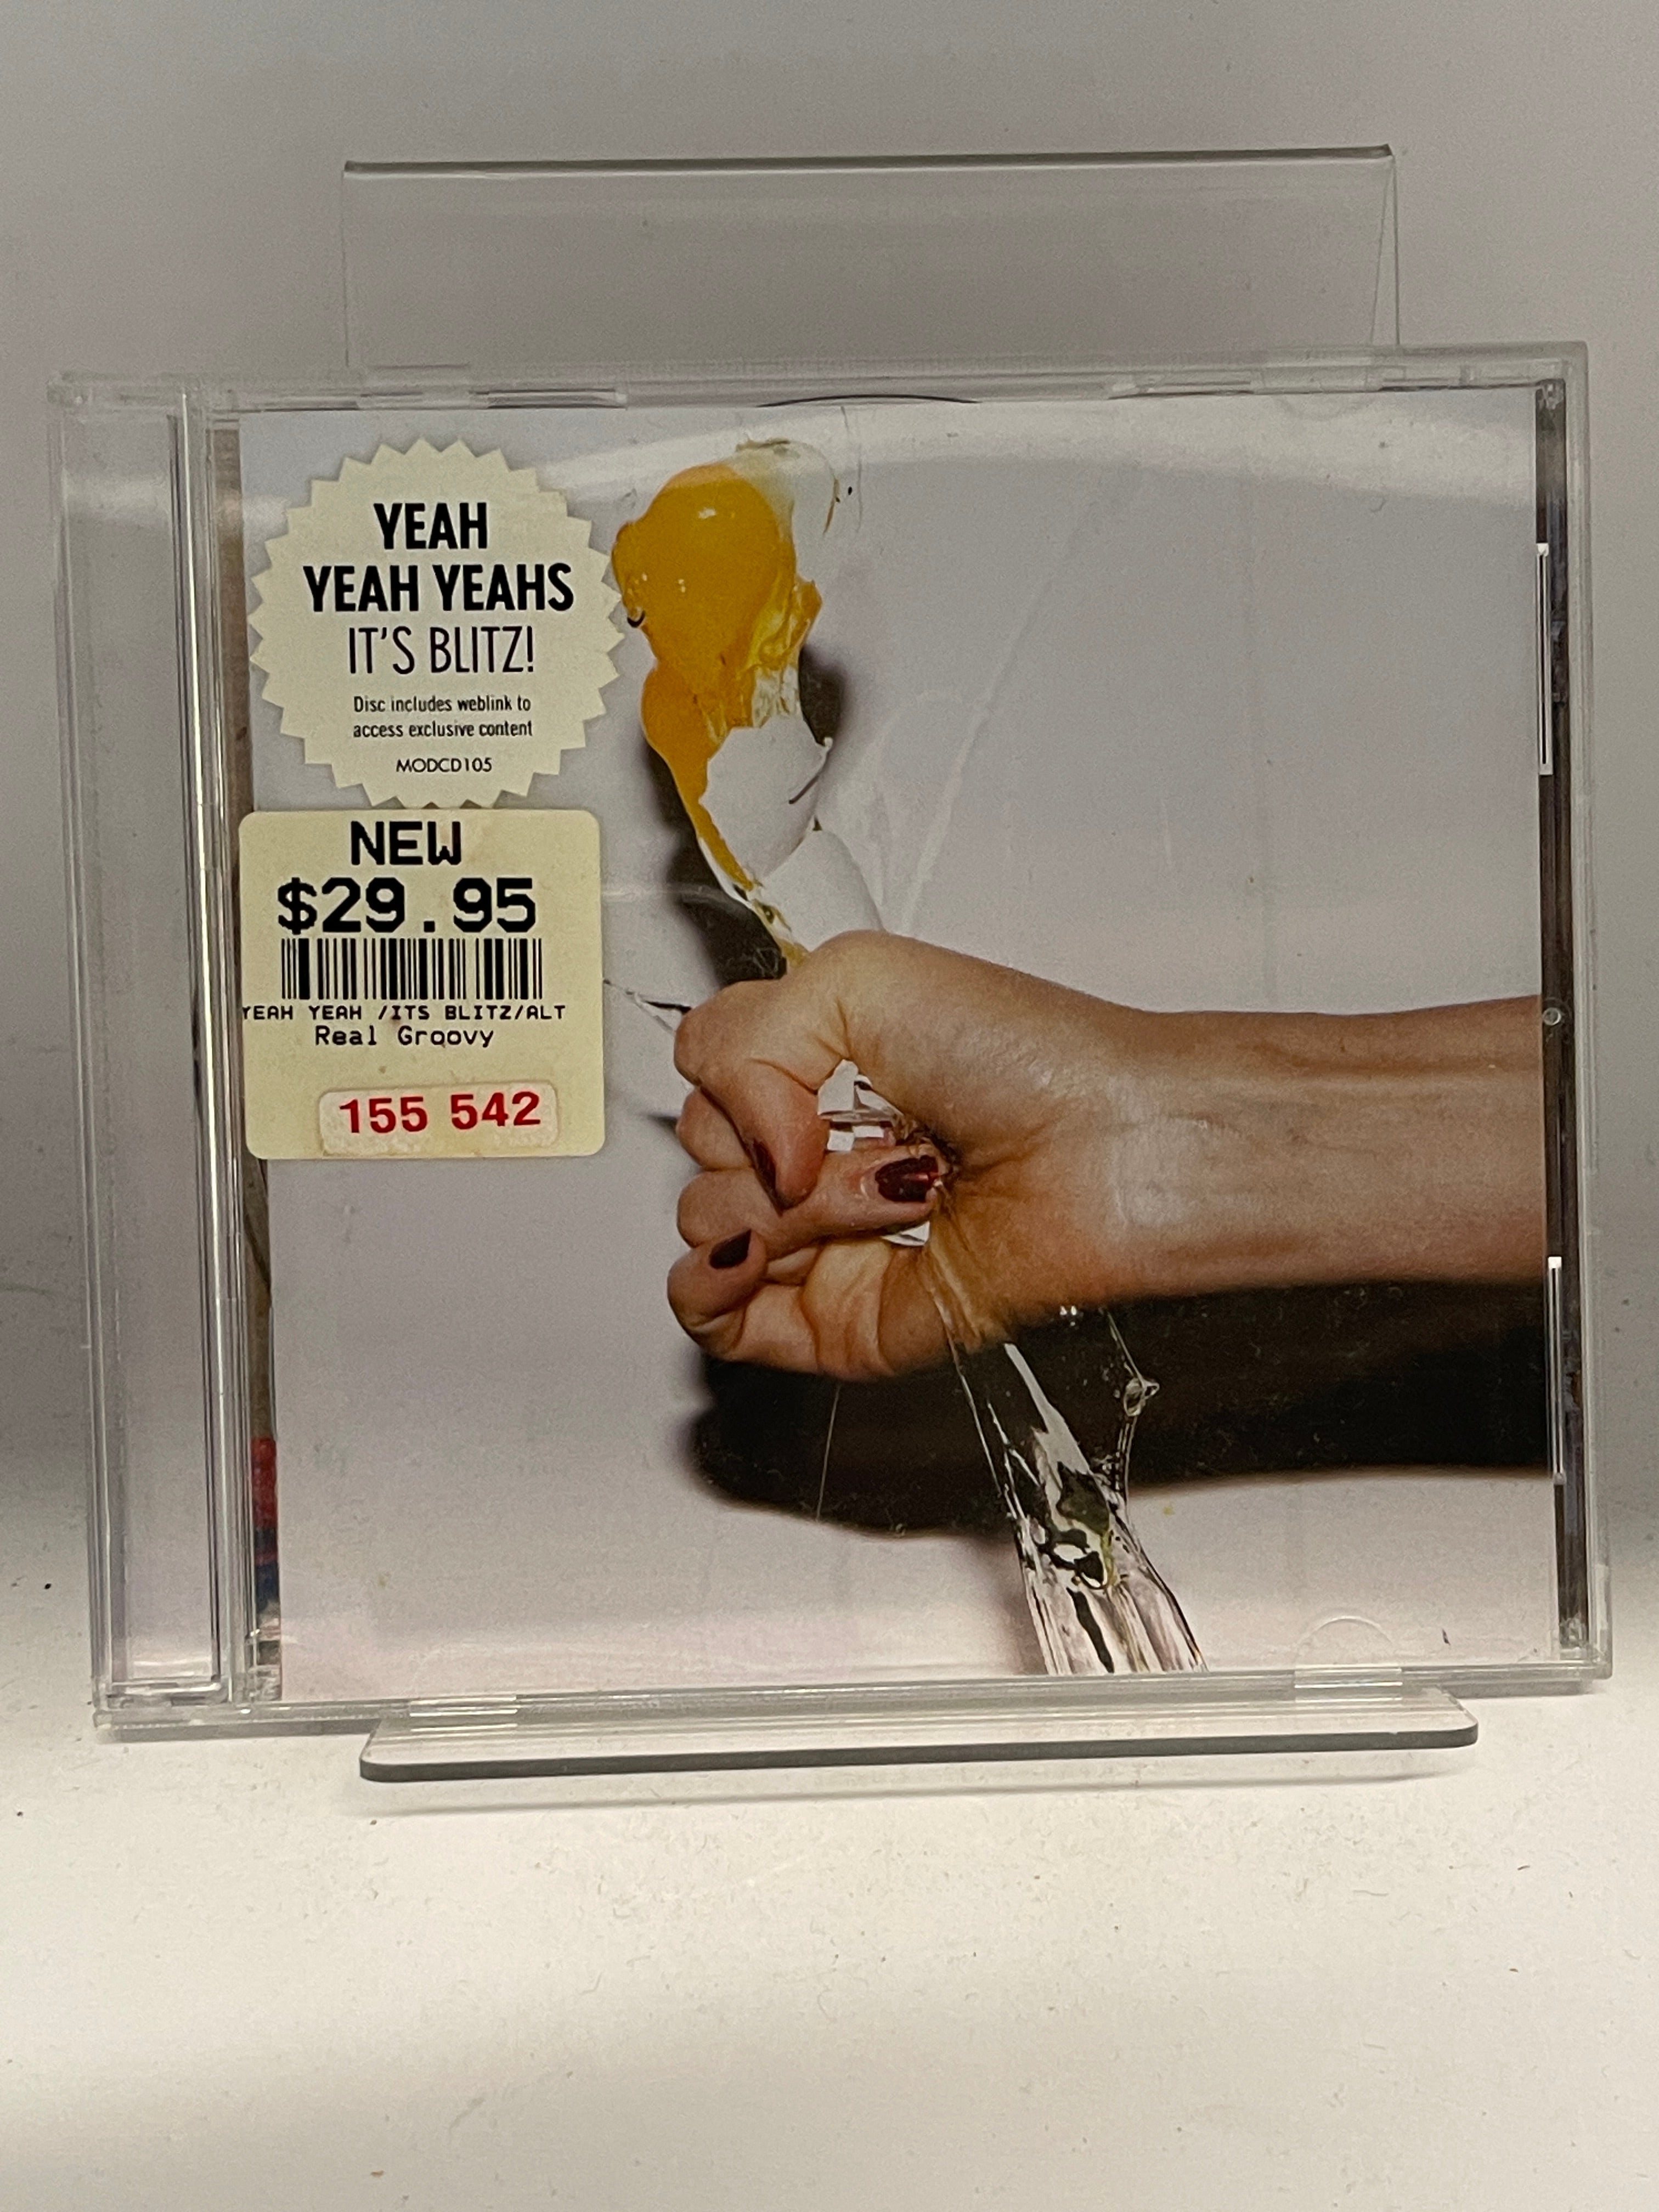 YEAH
YEAH YEAHS
IT'S BLITZ!
Disc includes weblink to
access exclusive content
MODCD105
NEW
$29.95
YEAH YEAH /ITS BLITZ/ALT
Real Groovy
155 542